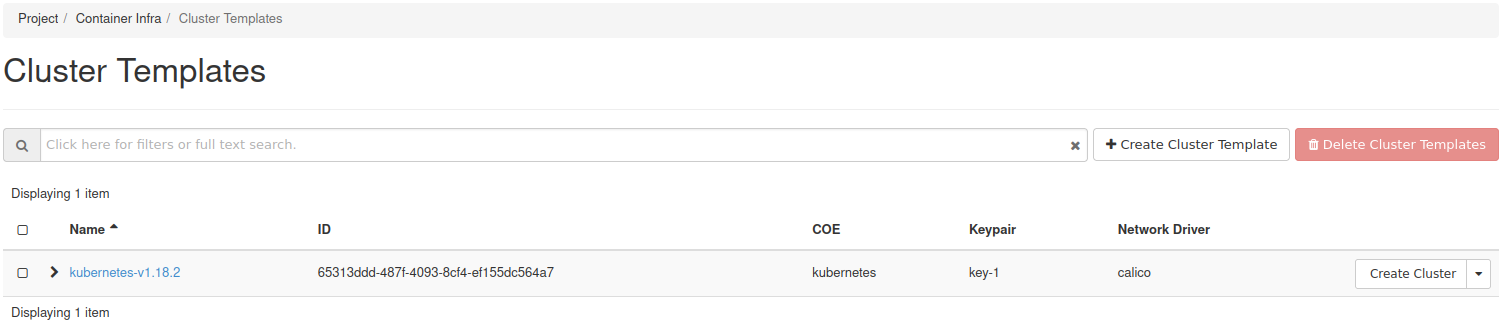 Project / Container Infra / Cluster Templates
Cluster Templates
Click here for filters or full text search. Create Cluster Template Delete Cluster Templates
Displaying 1 item
Name ID COE Keypair Network Driver
kubernetes-v1.18.2 65313ddd-487f-4093-8cf4-ef155dc564a7 kubernetes key-1 calico Create Cluster
Displaying 1 item